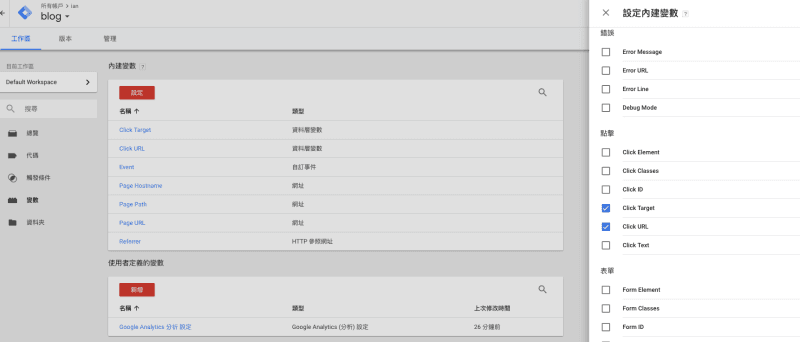 所有帳戶 > ian
blog
工作區 版本 管理
目前工作區
Default Workspace
搜尋
總覽
代碼
觸發條件
變數
資料夾
內建變數 ?
設定
名稱 ↑ 類型
Click Target 資料層變數
Click URL 資料層變數
Event 自訂事件
Page Hostname 網址
Page Path 網址
Page URL 網址
Referrer HTTP 參照網址
使用者定義的變數
新增
名稱 ↑ 類型 上次修改時間
Google Analytics 分析 設定 Google Analytics (分析) 設定 26 分鐘前
設定內建變數 ?
錯誤
Error Message
Error URL
Error Line
Debug Mode
點擊
Click Element
Click Classes
Click ID
Click Target
Click URL
Click Text
表單
Form Element
Form Classes
Form ID